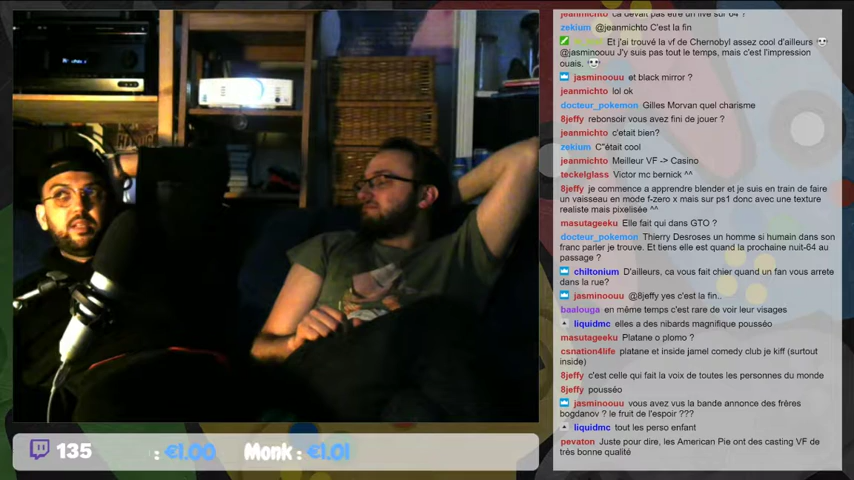 jeanmichto ca devait pas être un live sur 64 ?
zekium @jeanmichto C'est la fin
Et j'ai trouvé la vf de Chernobyl assez cool d'ailleurs
@jasminoouu J'y suis pas tout le temps, mais c'est l'impression
ouais.
jasminoouu et black mirror ?
jeanmichto lol ok
docteur_pokemon Gilles Morvan quel charisme
8jeffy rebonsoir vous avez fini de jouer ?
jeanmichto c'etait bien?
zekium C"était cool
jeanmichto Meilleur VF -> Casino
teckelglass Victor mc bernick ^^
8jeffy je commence a apprendre blender et je suis en train de faire
un vaisseau en mode f-zero x mais sur ps1 donc avec une texture
realiste mais pixelisée ^^
masutageeku Elle fait qui dans GTO ?
docteur_pokemon Thierry Desroses un homme si humain dans son
franc parler je trouve. Et tiens elle est quand la prochaine nuit-64 au
passage ?
chiltonium D'ailleurs, ca vous fait chier quand un fan vous arrete
dans la rue?
jasminoouu @8jeffy yes c'est la fin..
baalouga en même temps c'est rare de voir leur visages
liquidmc elles a des nibards magnifique pousséo
masutageeku Platane o plomo ?
csnation4life platane et inside jamel comedy club je kiff (surtout
inside)
8jeffy c'est celle qui fait la voix de toutes les personnes du monde
8jeffy pousséo
jasminoouu vous avez vus la bande annonce des frères
bogdanov ? le fruit de l'espoir ???
liquidmc tout les perso enfant
pevaton Juste pour dire, les American Pie ont des casting VF de
très bonne qualité
135 : €1.00 Monk : €1.01